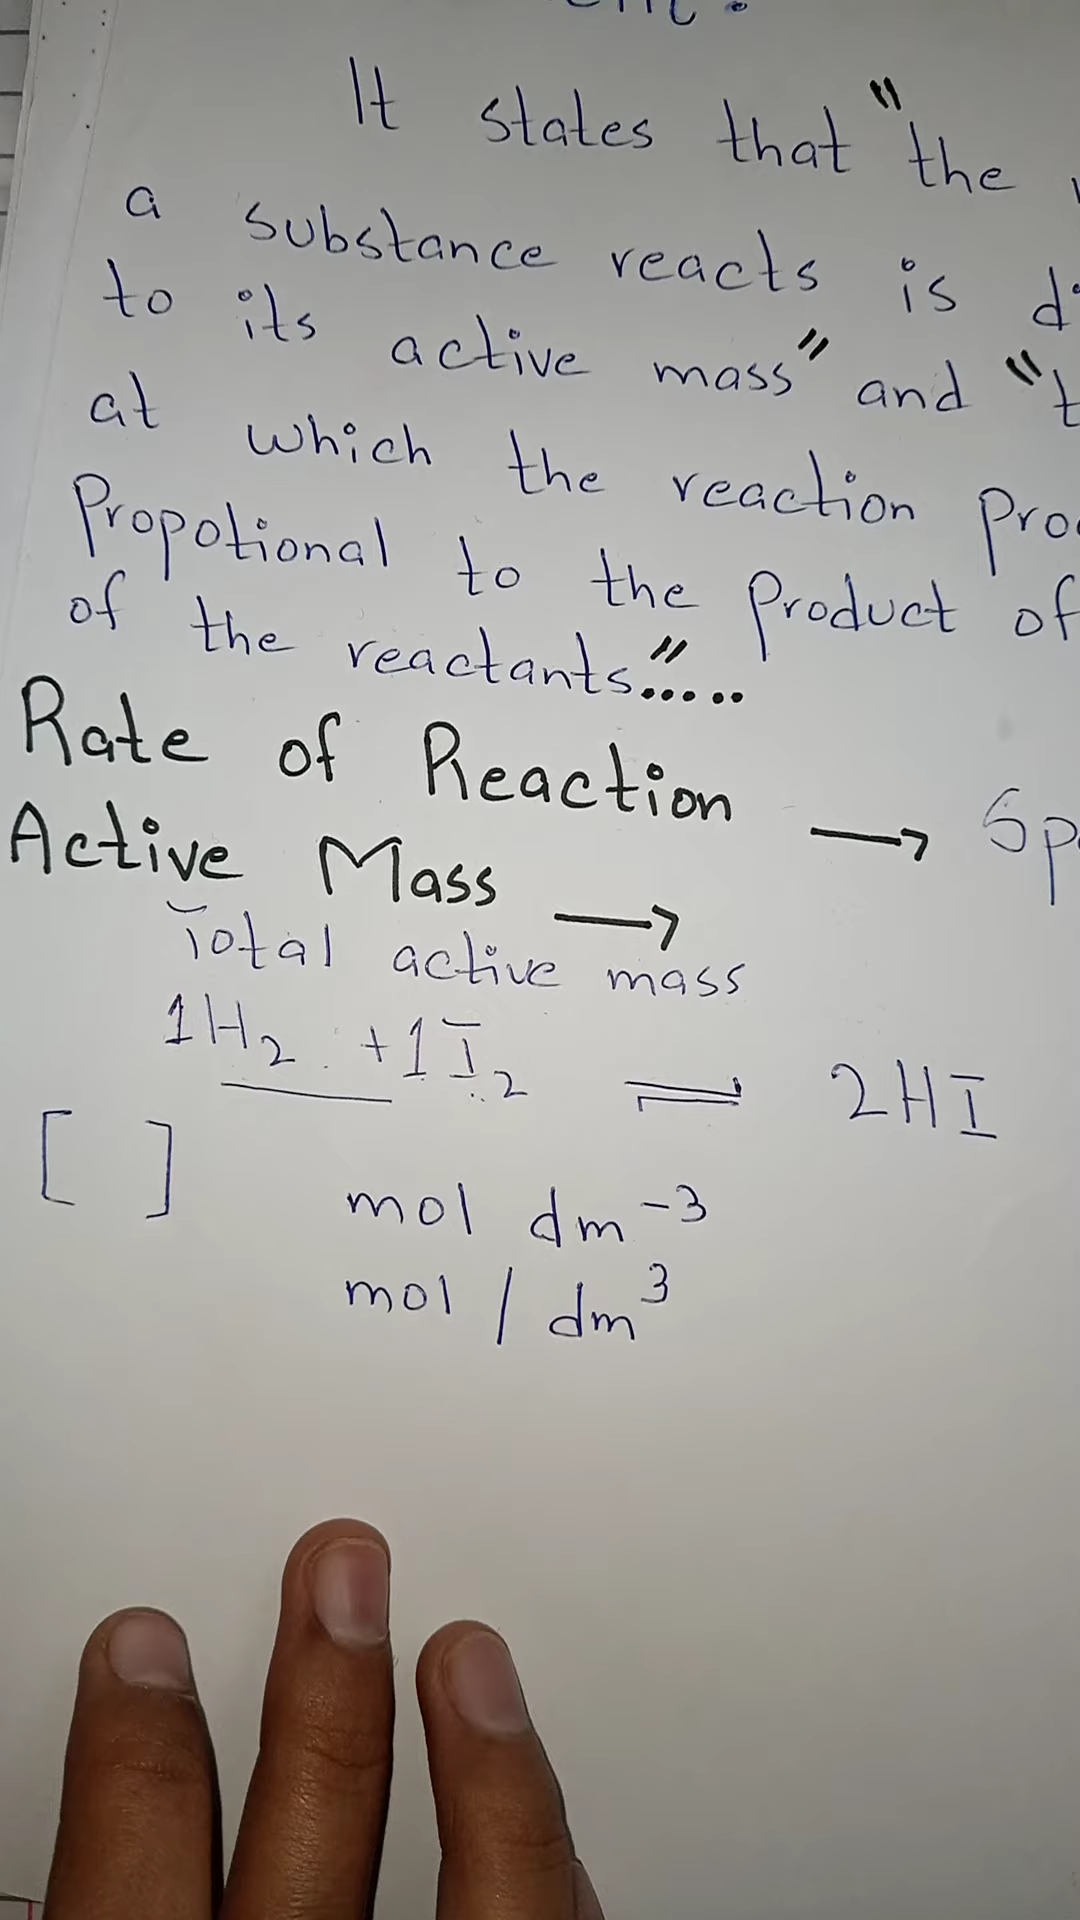 It states that "the
a substance reacts is
to its active mass" and "
at which the reaction
Propotional to the Product of
of the reactants".....
Rate of Reaction →
Active Mass →
Total active mass
1H₂ + 1I₂ ⇌ 2HI
[ ] mol dm⁻³
mol / dm³